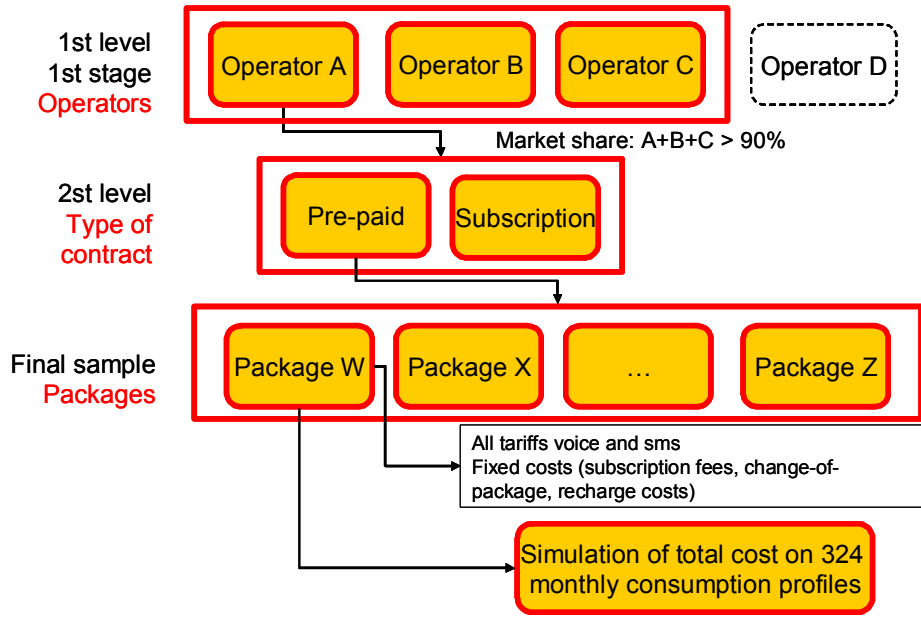 1st level
1st stage
Operators
Operator A
Operator B
Operator C
Operator D
Market share: A+B+C > 90%
2st level
Type of
contract
Pre-paid
Subscription
Final sample
Packages
Package W
Package X
…
Package Z
All tariffs voice and sms
Fixed costs (subscription fees, change-of-
package, recharge costs)
Simulation of total cost on 324
monthly consumption profiles